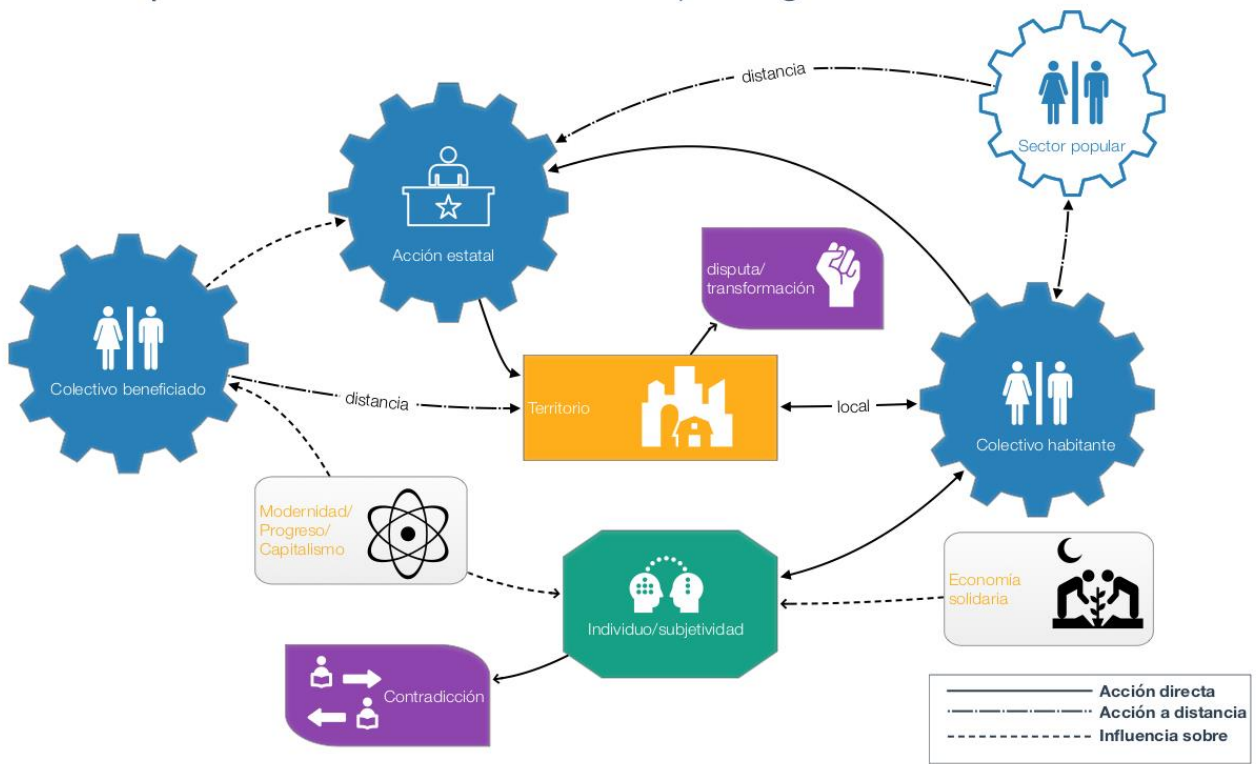 distancia
Sector popular
Acción estatal
disputa/
transformación
Colectivo beneficiado
distancia
Territorio
local
Colectivo habitante
Modernidad/
Progreso/
Capitalismo
Economía
solidaria
Individuo/subjetividad
Contradicción
Acción directa
Acción a distancia
Influencia sobre